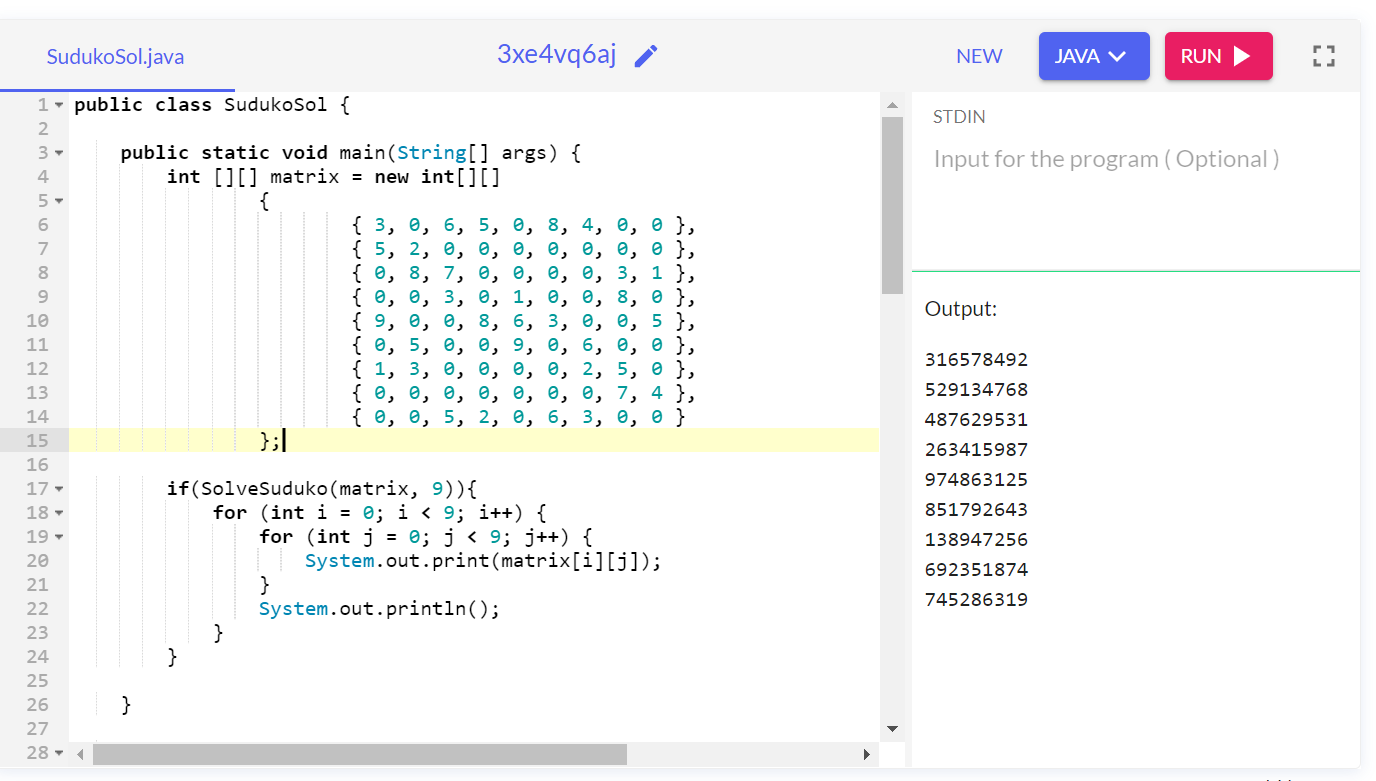 SudukoSol.java
3xe4vq6aj
NEW
JAVA
RUN
1 public class SudukoSol {
2
3 public static void main(String[] args) {
4 int [][] matrix = new int[][]
5 {
6 { 3, 0, 6, 5, 0, 8, 4, 0, 0 },
7 { 5, 2, 0, 0, 0, 0, 0, 0, 0 },
8 { 0, 8, 7, 0, 0, 0, 0, 3, 1 },
9 { 0, 0, 3, 0, 1, 0, 0, 8, 0 },
10 { 9, 0, 0, 8, 6, 3, 0, 0, 5 },
11 { 0, 5, 0, 0, 9, 0, 6, 0, 0 },
12 { 1, 3, 0, 0, 0, 0, 2, 5, 0 },
13 { 0, 0, 0, 0, 0, 0, 0, 7, 4 },
14 { 0, 0, 5, 2, 0, 6, 3, 0, 0 }
15 };
16
17 if(SolveSuduko(matrix, 9)){
18 for (int i = 0; i < 9; i++) {
19 for (int j = 0; j < 9; j++) {
20 System.out.print(matrix[i][j]);
21 }
22 System.out.println();
23 }
24 }
25
26 }
27
28
STDIN
Input for the program ( Optional )
Output:
316578492
529134768
487629531
263415987
974863125
851792643
138947256
692351874
745286319